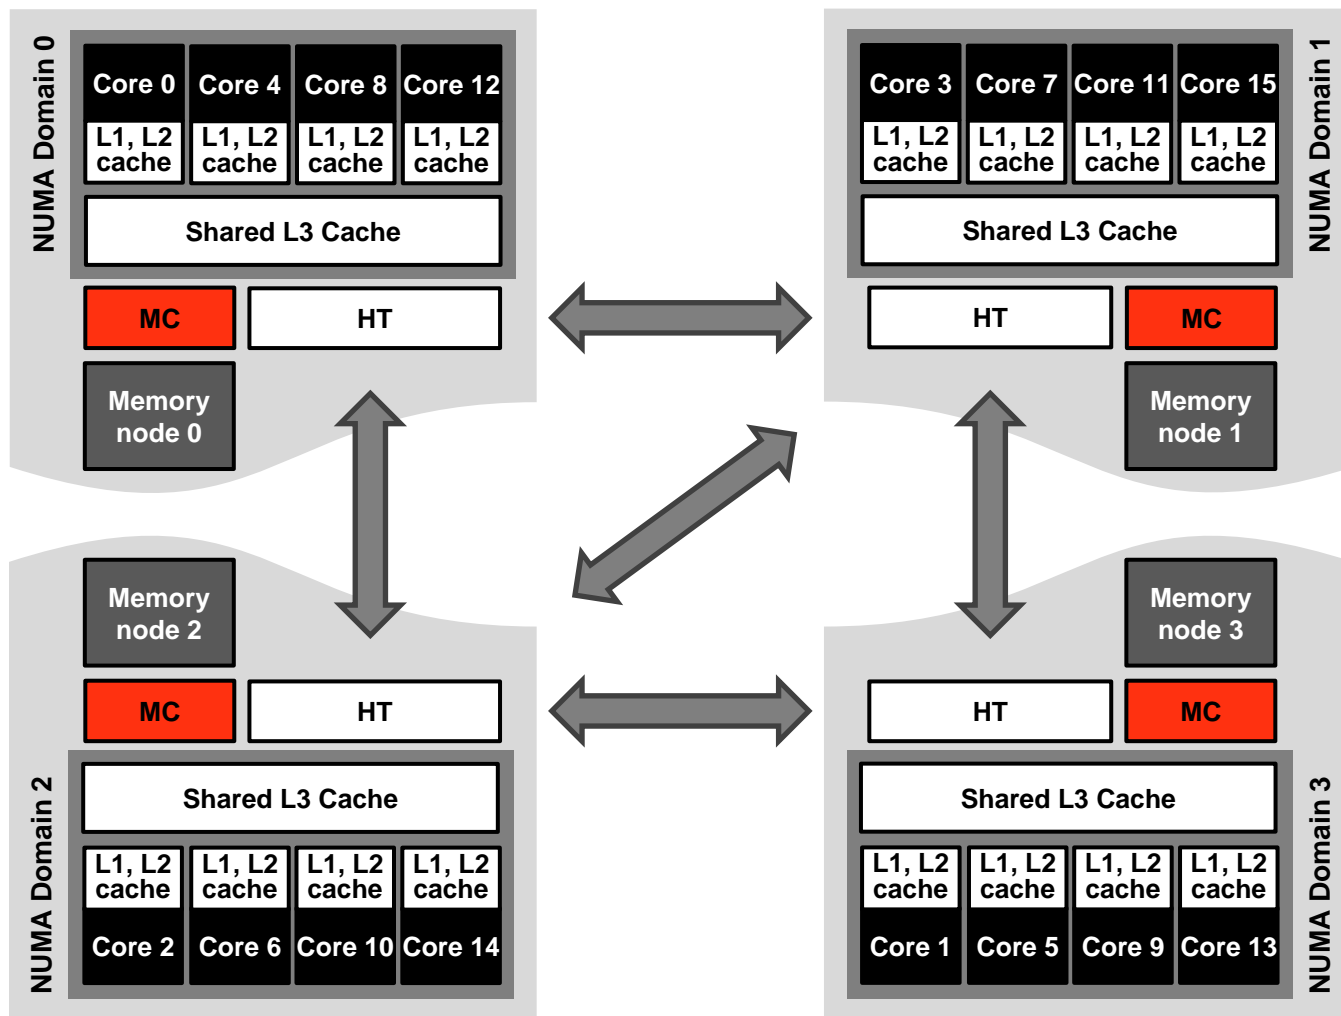 NUMA Domain 0
Core 0
Core 4
Core 8
Core 12
L1, L2
cache
L1, L2
cache
L1, L2
cache
L1, L2
cache
Shared L3 Cache
MC
HT
Memory
node 0
NUMA Domain 1
Core 3
Core 7
Core 11
Core 15
L1, L2
cache
L1, L2
cache
L1, L2
cache
L1, L2
cache
Shared L3 Cache
HT
MC
Memory
node 1
NUMA Domain 2
Memory
node 2
MC
HT
Shared L3 Cache
L1, L2
cache
L1, L2
cache
L1, L2
cache
L1, L2
cache
Core 2
Core 6
Core 10
Core 14
NUMA Domain 3
Memory
node 3
HT
MC
Shared L3 Cache
L1, L2
cache
L1, L2
cache
L1, L2
cache
L1, L2
cache
Core 1
Core 5
Core 9
Core 13